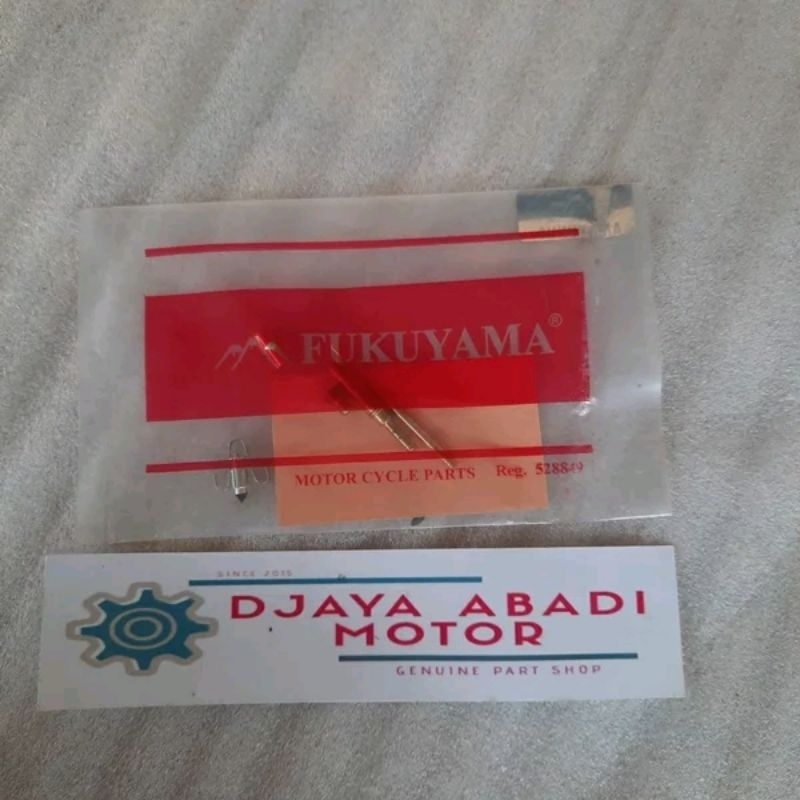 FUKUYAMA®
MOTOR CYCLE PARTS Reg. 528849
SINCE 2015
DJAYA ABADI
MOTOR
GENUINE PART SHOP